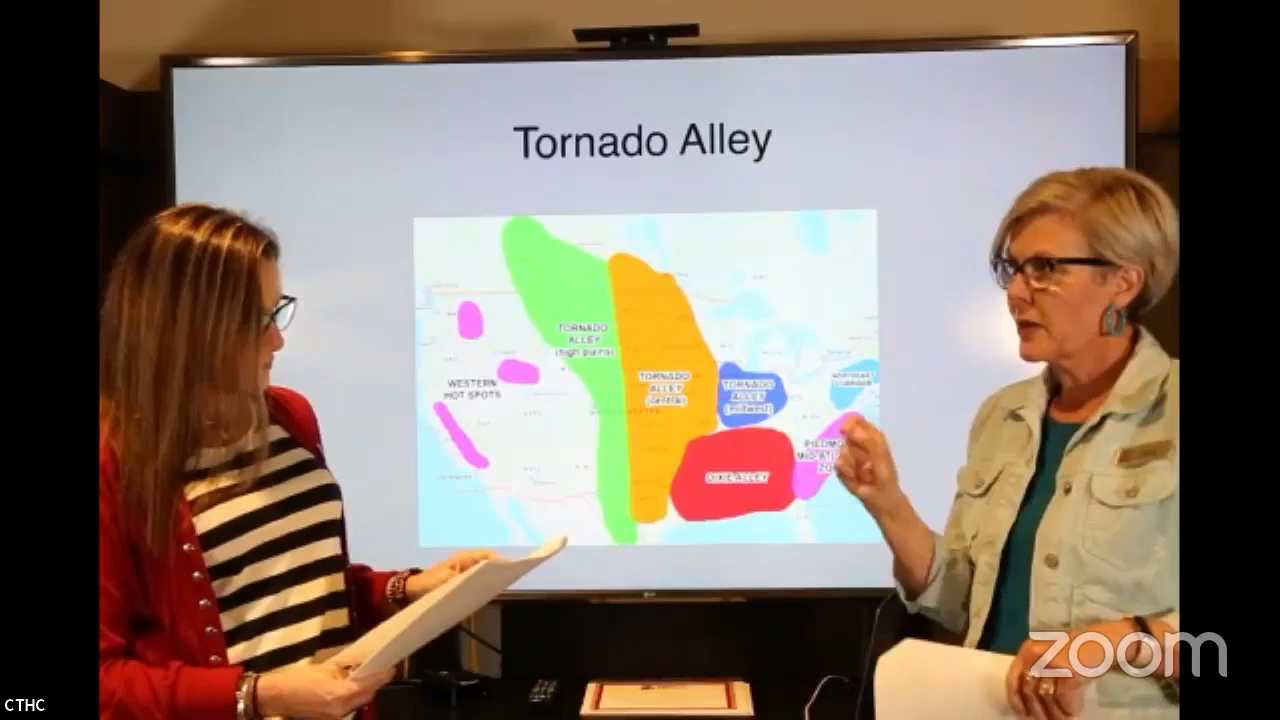 Tornado Alley
TORNADO
ALLEY
(high plains)
WESTERN
HOT SPOTS
TORNADO
ALLEY
(central)
TORNADO
ALLEY
(midwest)
DIXIE ALLEY
zoom
CTHC